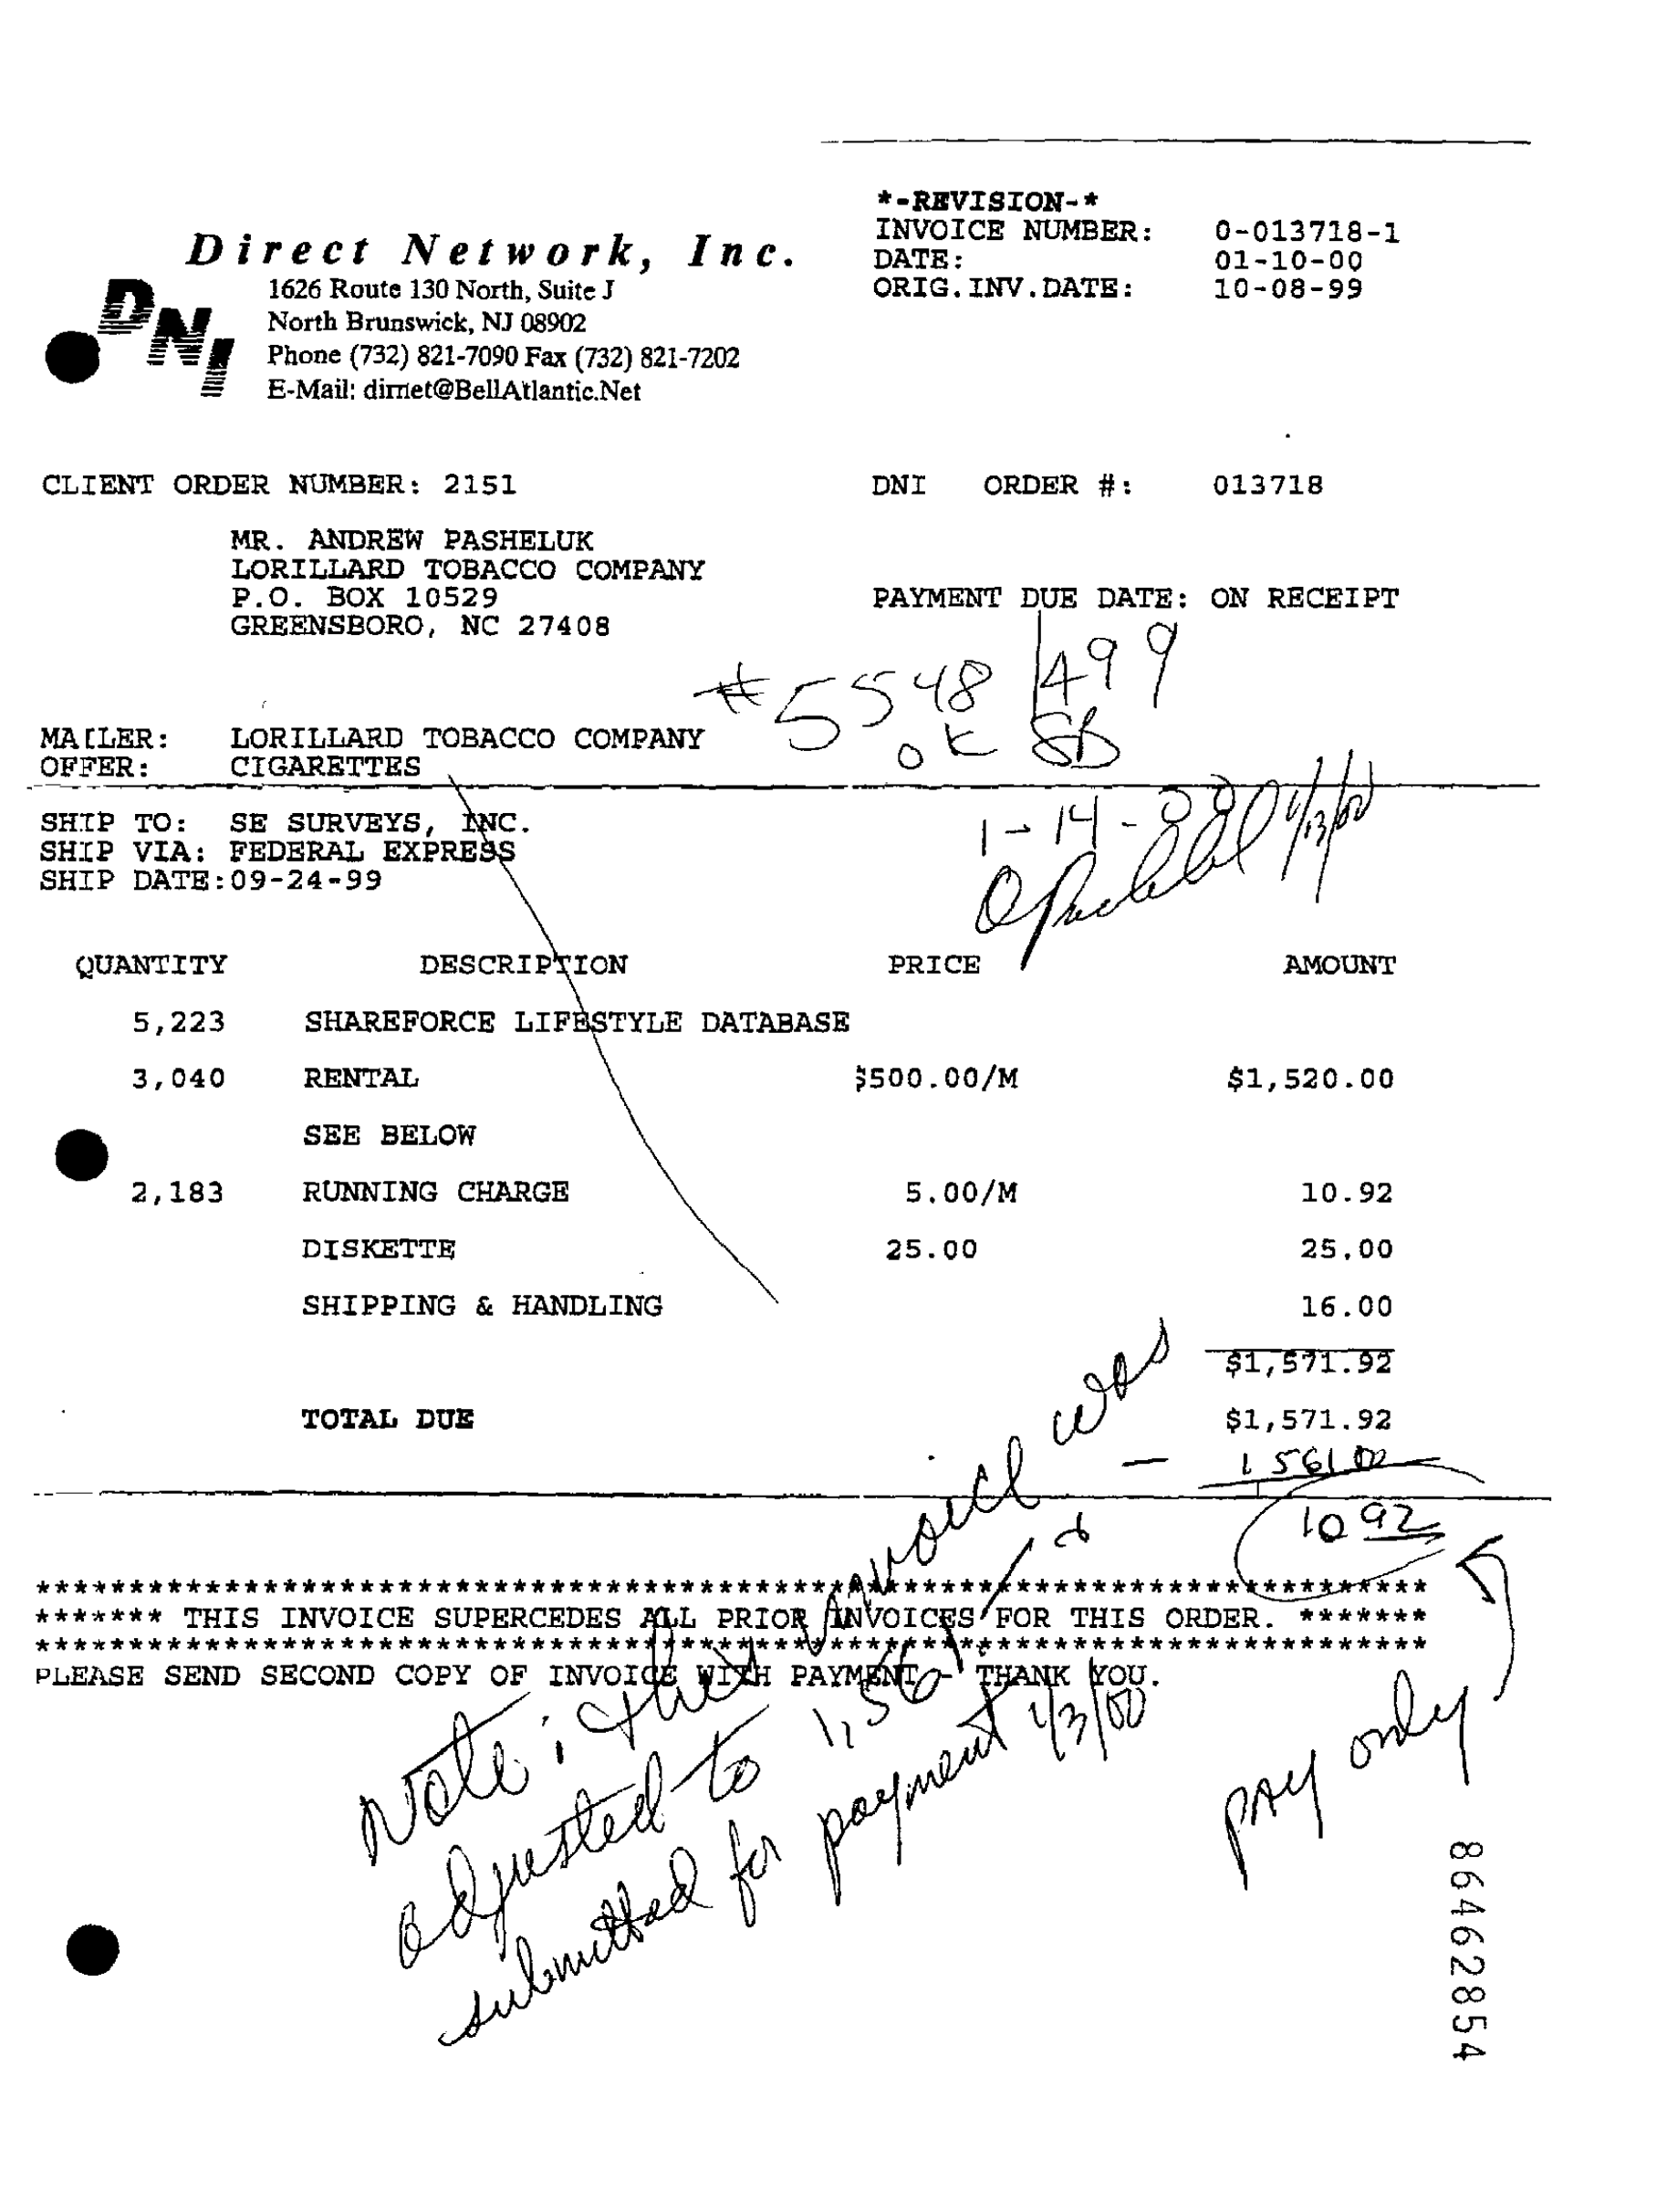 *-REVISION-*
INVOICE NUMBER: 0-013718-1
DATE: 01-10-00
ORIG.INV.DATE: 10-08-99
Direct Network, Inc.
DNI
1626 Route 130 North, Suite J
North Brunswick, NJ 08902
Phone (732) 821-7090 Fax (732) 821-7202
E-Mail: dirnet@BellAtlantic.Net
CLIENT ORDER NUMBER: 2151 DNI ORDER #: 013718
MR. ANDREW PASHELUK
LORILLARD TOBACCO COMPANY
P.O. BOX 10529 PAYMENT DUE DATE: ON RECEIPT
GREENSBORO, NC 27408
#5548 499
OK SB
MAILER: LORILLARD TOBACCO COMPANY
OFFER: CIGARETTES
1-14-00
1/13/00
SHIP TO: SE SURVEYS, INC.
SHIP VIA: FEDERAL EXPRESS
SHIP DATE:09-24-99
QUANTITY DESCRIPTION PRICE AMOUNT
5,223 SHAREFORCE LIFESTYLE DATABASE
3,040 RENTAL $500.00/M $1,520.00
SEE BELOW
2,183 RUNNING CHARGE 5.00/M 10.92
DISKETTE 25.00 25.00
SHIPPING & HANDLING 16.00
$1,571.92
TOTAL DUE $1,571.92
- 1561 00
10 92
****************************************************************************
******* THIS INVOICE SUPERCEDES ALL PRIOR INVOICES FOR THIS ORDER. *******
****************************************************************************
PLEASE SEND SECOND COPY OF INVOICE WITH PAYMENT - THANK YOU.
Note: this invoice was
adjusted to 1,561. - &
submitted for payment 1/3/00
pay only
86462854